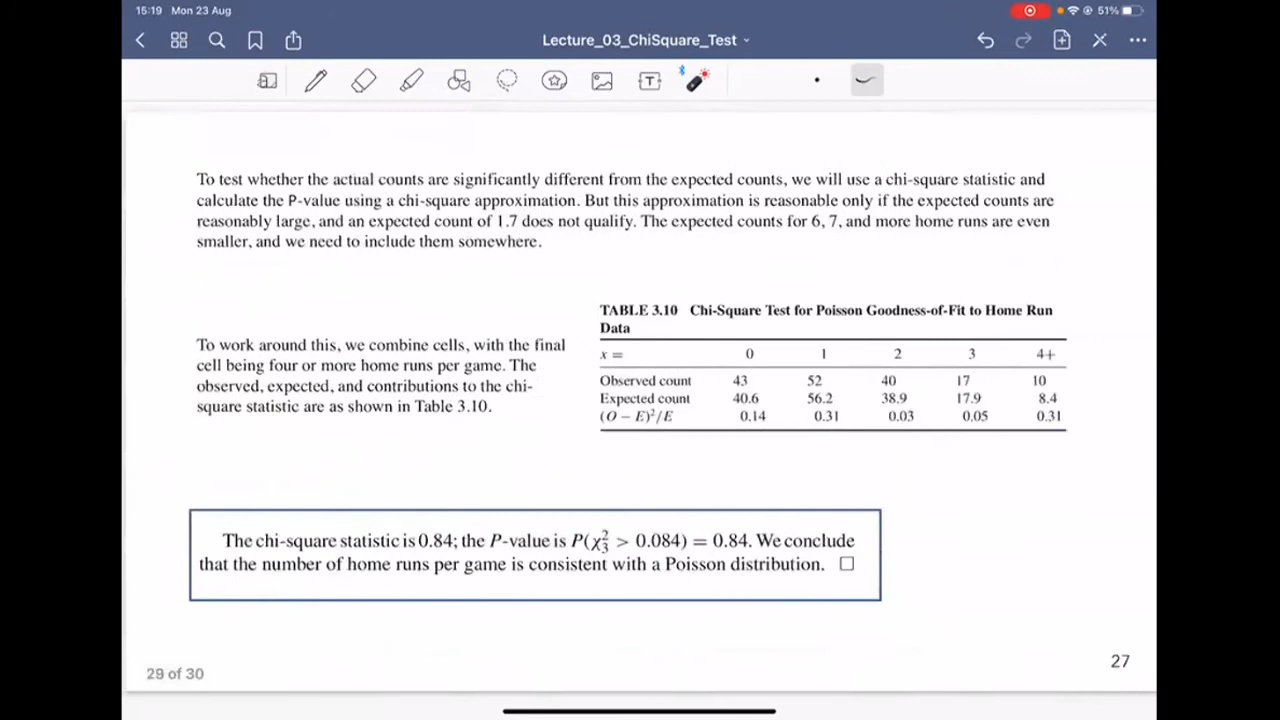 15:19 Mon 23 Aug
51%
Lecture_03_ChiSquare_Test
To test whether the actual counts are significantly different from the expected counts, we will use a chi-square statistic and
calculate the P-value using a chi-square approximation. But this approximation is reasonable only if the expected counts are
reasonably large, and an expected count of 1.7 does not qualify. The expected counts for 6, 7, and more home runs are even
smaller, and we need to include them somewhere.
To work around this, we combine cells, with the final
cell being four or more home runs per game. The
observed, expected, and contributions to the chi-
square statistic are as shown in Table 3.10.
TABLE 3.10 Chi-Square Test for Poisson Goodness-of-Fit to Home Run
Data
x = 0 1 2 3 4+
Observed count 43 52 40 17 10
Expected count 40.6 56.2 38.9 17.9 8.4
(O − E)²/E 0.14 0.31 0.03 0.05 0.31
The chi-square statistic is 0.84; the P-value is P(χ²₃ > 0.084) = 0.84. We conclude
that the number of home runs per game is consistent with a Poisson distribution. □
27
29 of 30